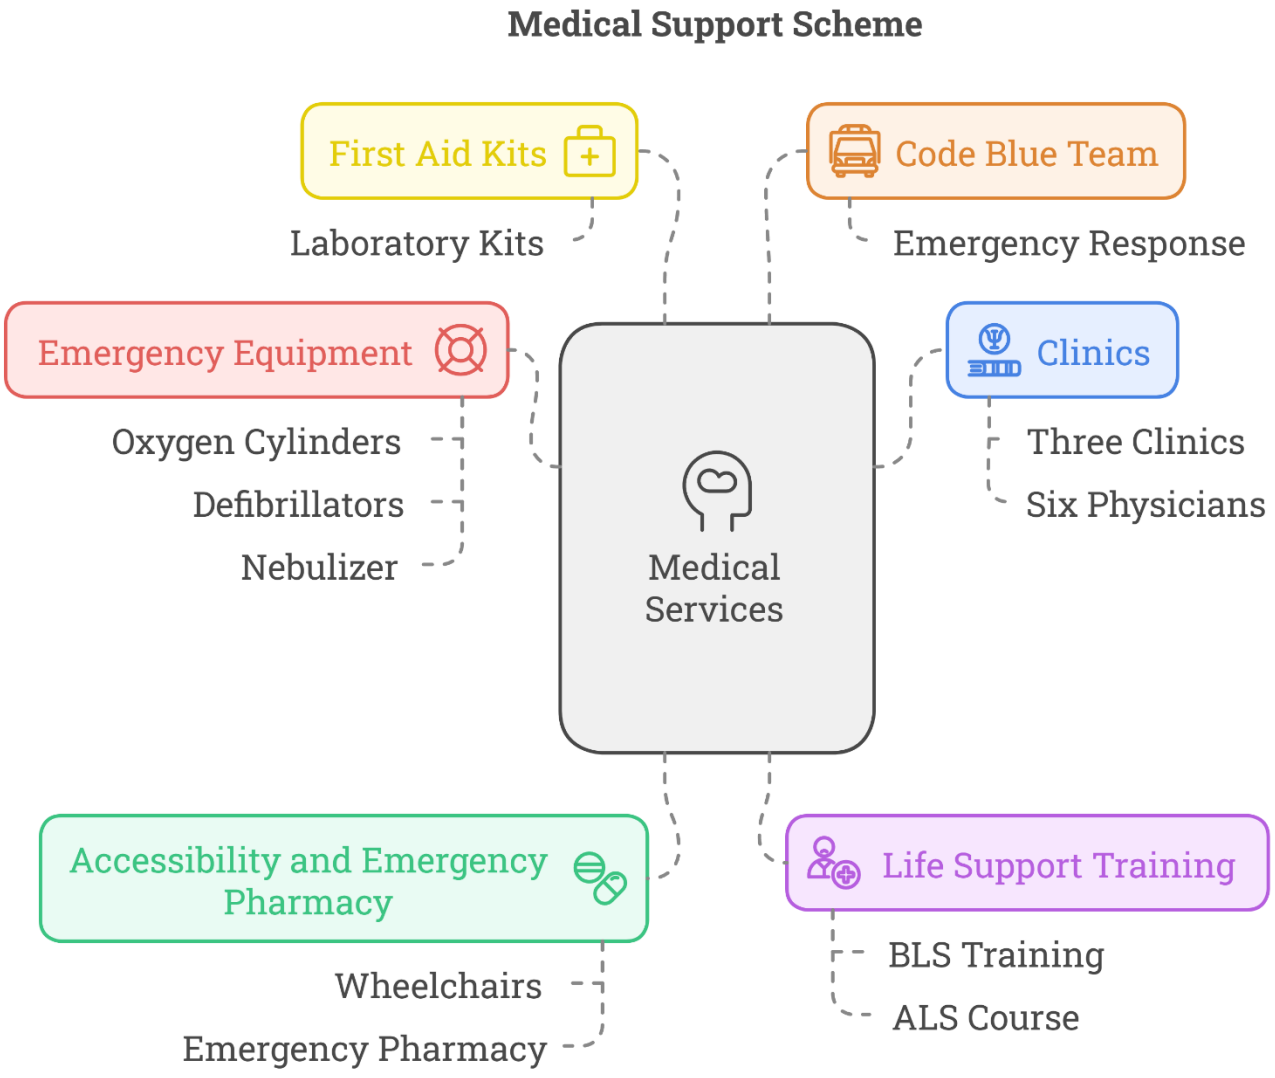 Medical Support Scheme
First Aid Kits
Laboratory Kits
Code Blue Team
Emergency Response
Emergency Equipment
Oxygen Cylinders
Defibrillators
Nebulizer
Clinics
Three Clinics
Six Physicians
Medical
Services
Accessibility and Emergency
Pharmacy
Wheelchairs
Emergency Pharmacy
Life Support Training
BLS Training
ALS Course